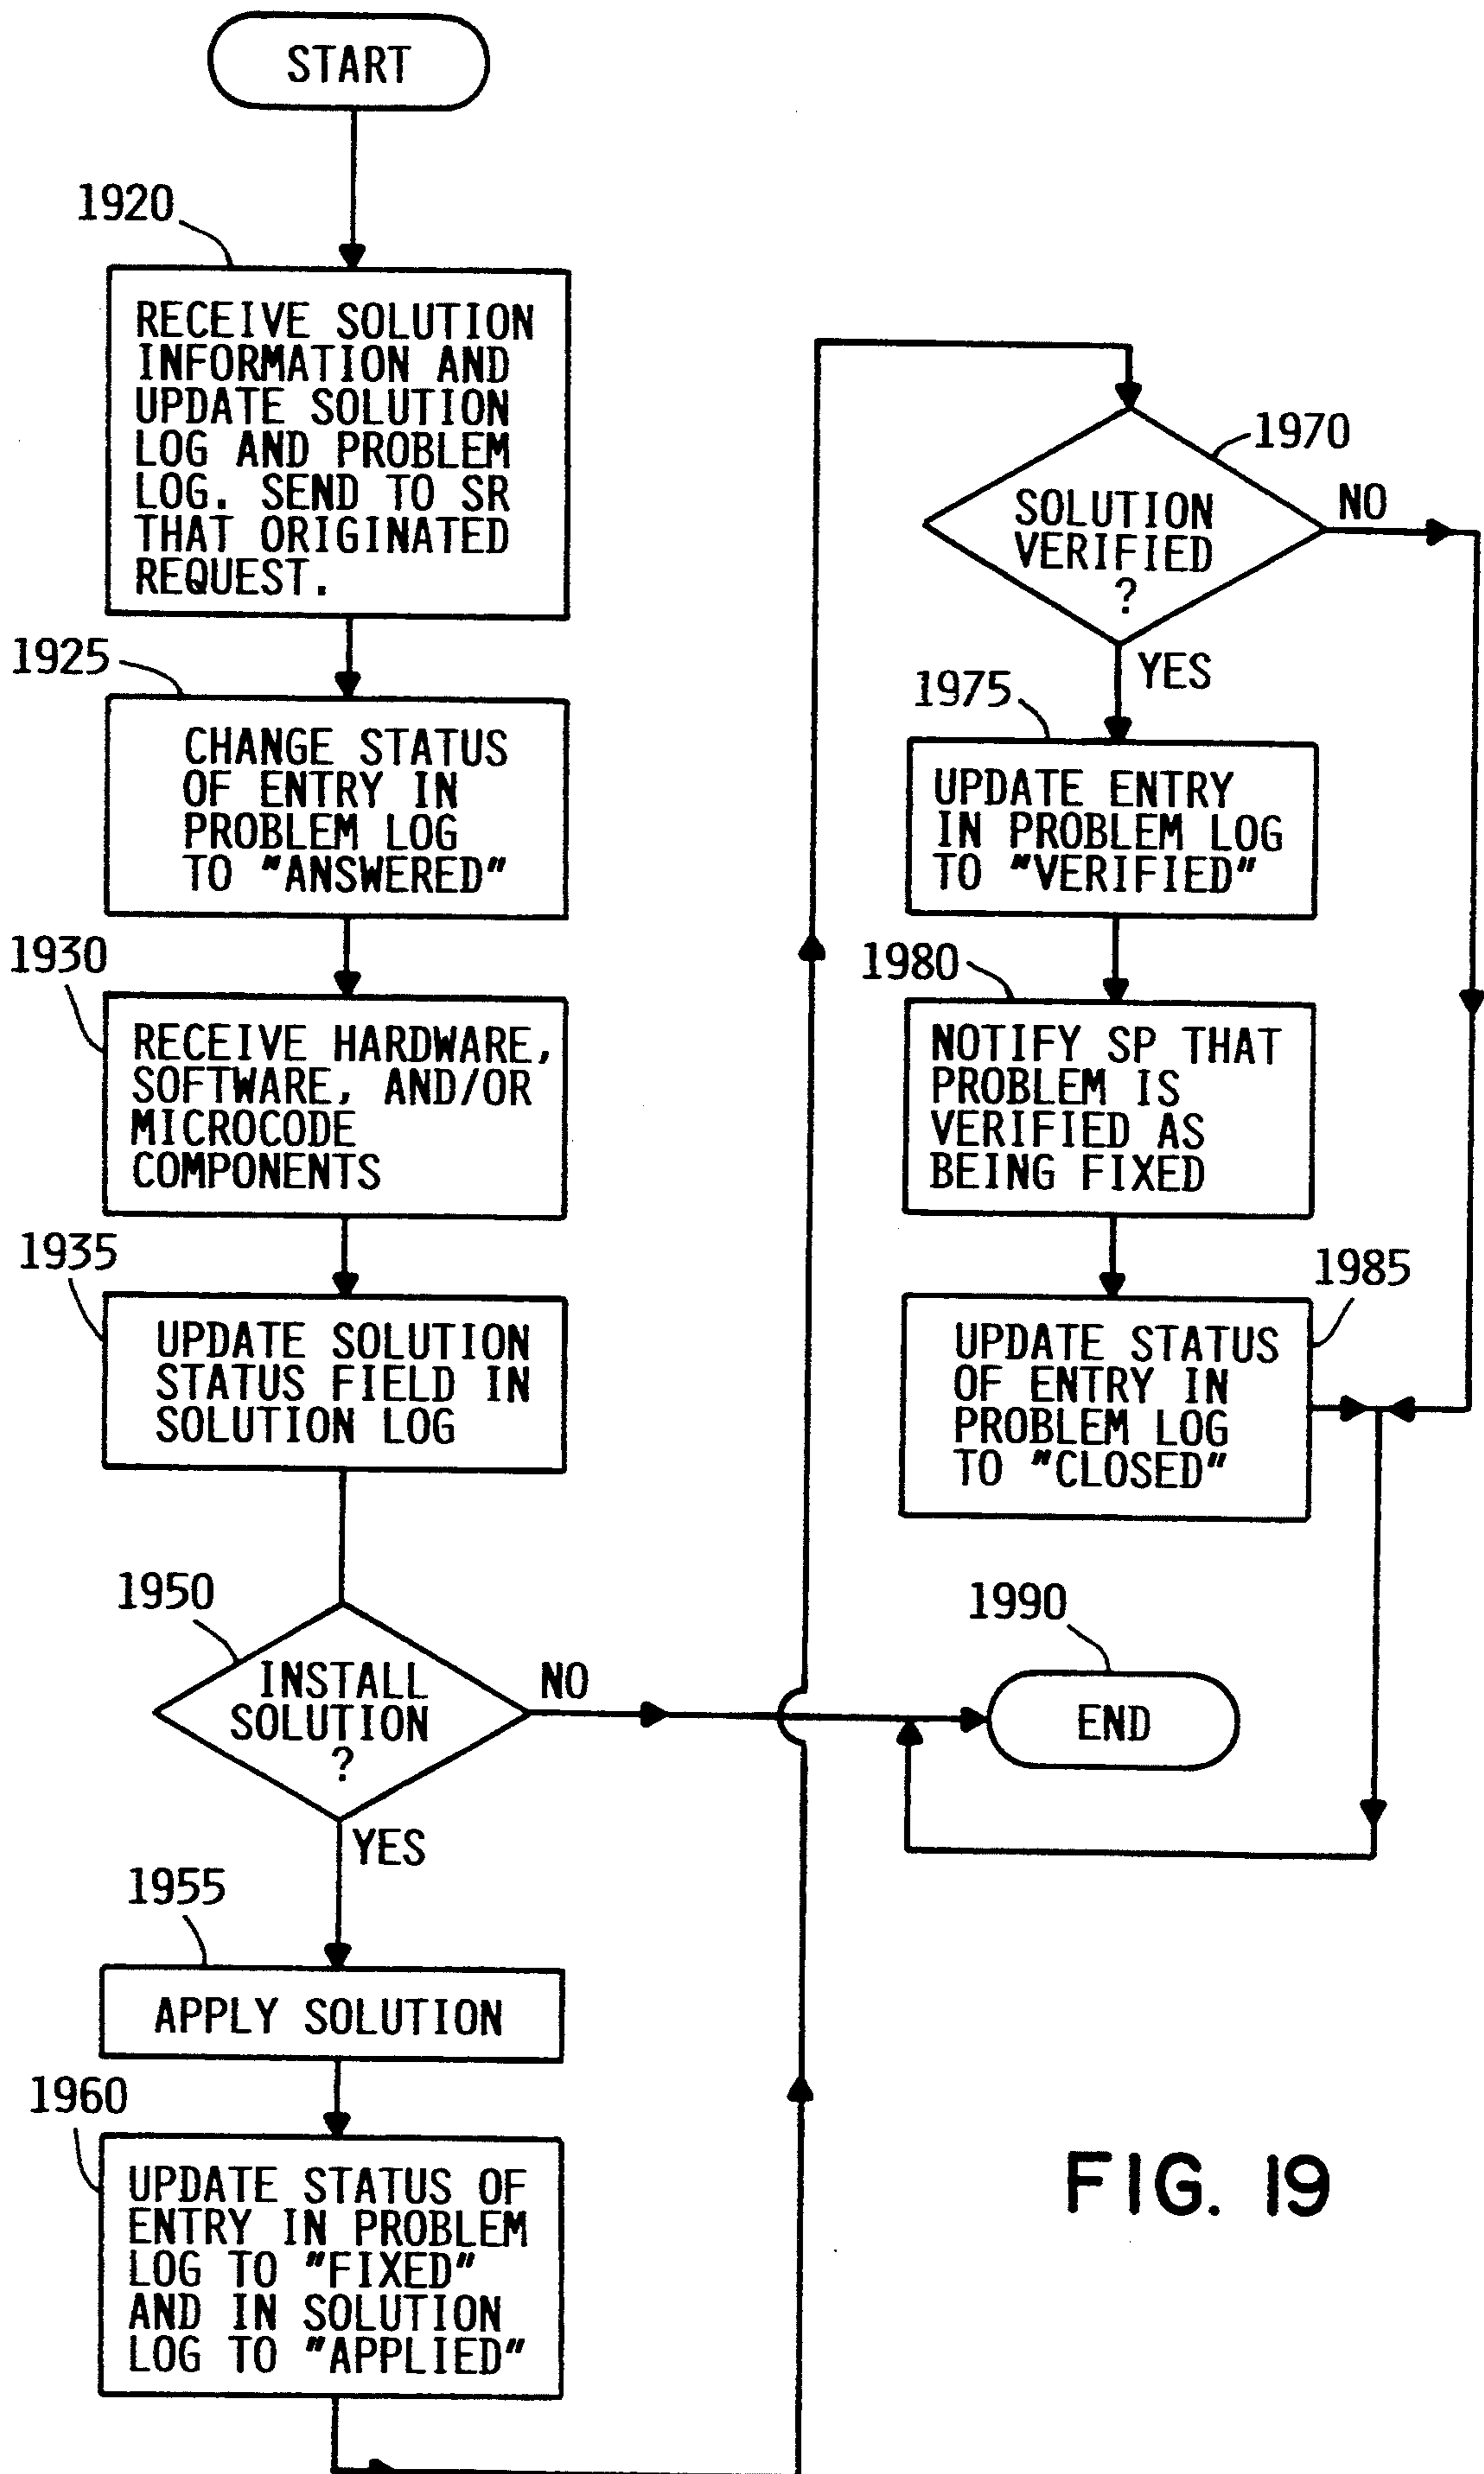 START
1920
RECEIVE SOLUTION
INFORMATION AND
UPDATE SOLUTION
LOG AND PROBLEM
LOG. SEND TO SR
THAT ORIGINATED
REQUEST.
1925
CHANGE STATUS
OF ENTRY IN
PROBLEM LOG
TO "ANSWERED"
1930
RECEIVE HARDWARE,
SOFTWARE, AND/OR
MICROCODE
COMPONENTS
1935
UPDATE SOLUTION
STATUS FIELD IN
SOLUTION LOG
1950
INSTALL
SOLUTION
?
NO
YES
1955
APPLY SOLUTION
1960
UPDATE STATUS OF
ENTRY IN PROBLEM
LOG TO "FIXED"
AND IN SOLUTION
LOG TO "APPLIED"
1970
SOLUTION
VERIFIED
?
NO
YES
1975
UPDATE ENTRY
IN PROBLEM LOG
TO "VERIFIED"
1980
NOTIFY SP THAT
PROBLEM IS
VERIFIED AS
BEING FIXED
1985
UPDATE STATUS
OF ENTRY IN
PROBLEM LOG
TO "CLOSED"
1990
END
FIG. 19